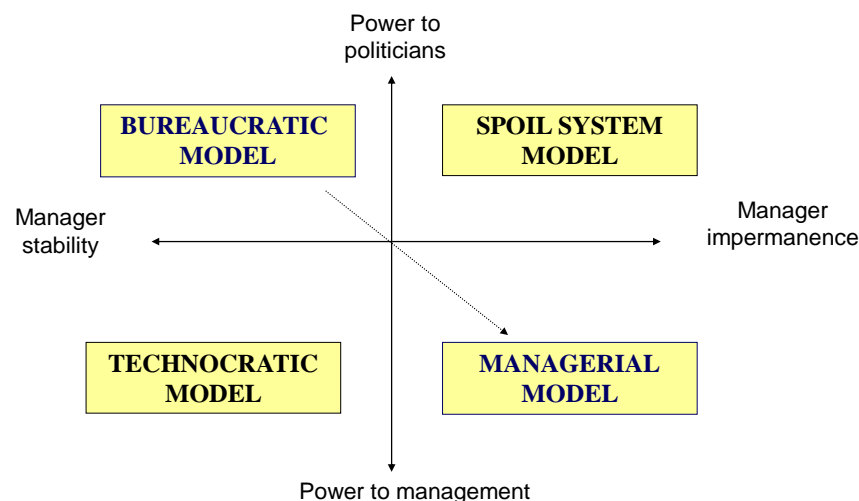 Power to
politicians
BUREAUCRATIC
MODEL
SPOIL SYSTEM
MODEL
Manager
stability
Manager
impermanence
TECHNOCRATIC
MODEL
MANAGERIAL
MODEL
Power to management